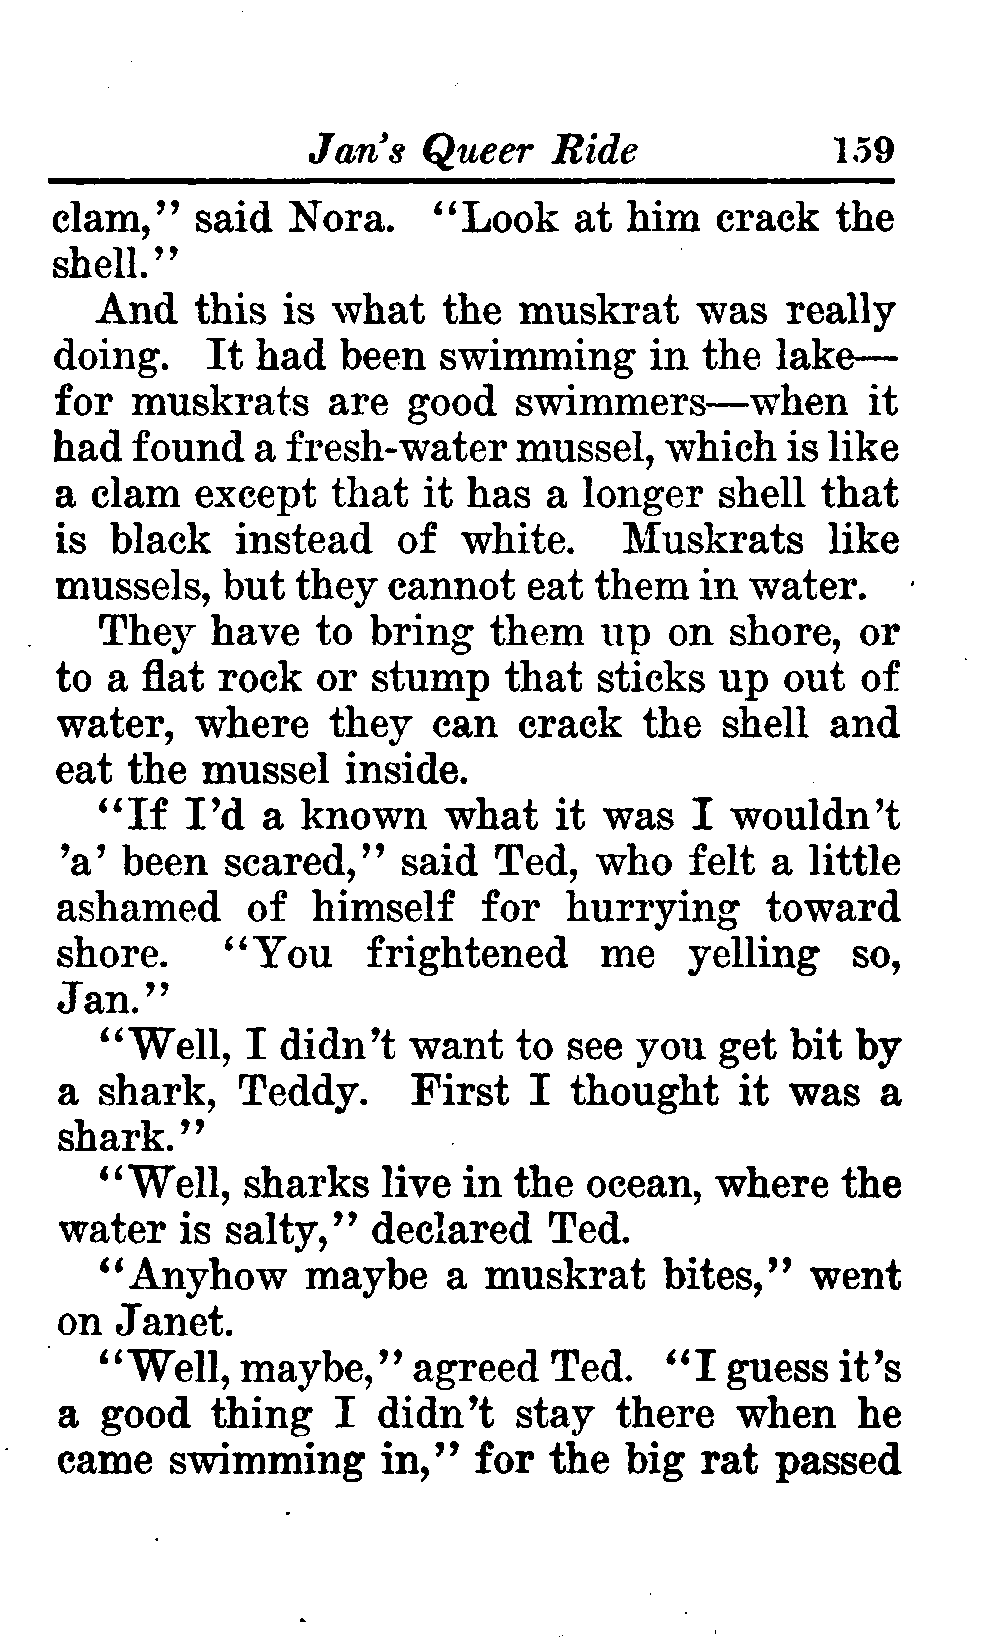 Jan's Queer Ride 159
clam," said Nora. "Look at him crack the
shell."
And this is what the muskrat was really
doing. It had been swimming in the lake—
for muskrats are good swimmers—when it
had found a fresh-water mussel, which is like
a clam except that it has a longer shell that
is black instead of white. Muskrats like
mussels, but they cannot eat them in water.
They have to bring them up on shore, or
to a flat rock or stump that sticks up out of
water, where they can crack the shell and
eat the mussel inside.
"If I'd a known what it was I wouldn't
'a' been scared," said Ted, who felt a little
ashamed of himself for hurrying toward
shore. "You frightened me yelling so,
Jan."
"Well, I didn't want to see you get bit by
a shark, Teddy. First I thought it was a
shark."
"Well, sharks live in the ocean, where the
water is salty," declared Ted.
"Anyhow maybe a muskrat bites," went
on Janet.
"Well, maybe," agreed Ted. "I guess it's
a good thing I didn't stay there when he
came swimming in," for the big rat passed